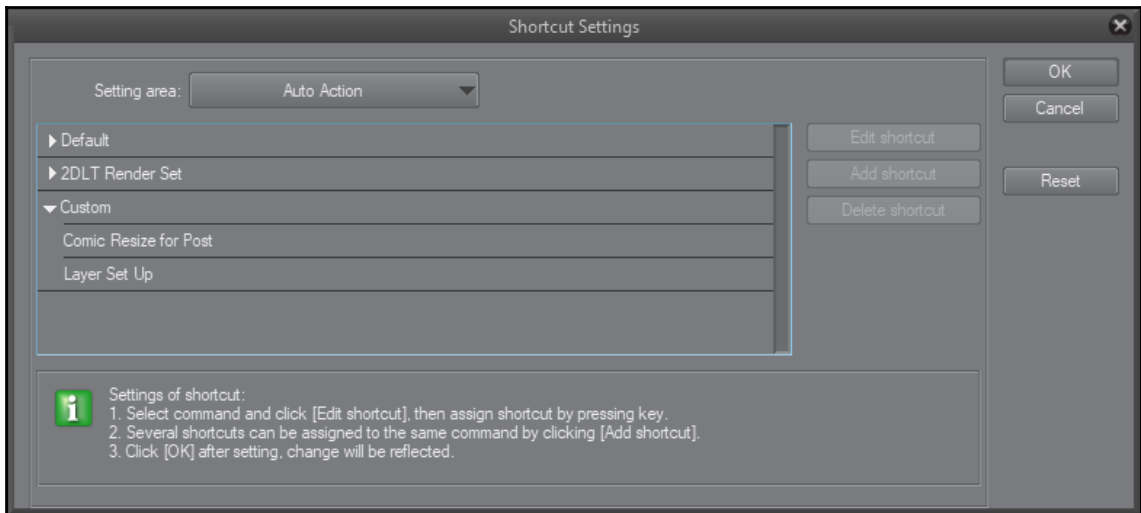 Shortcut Settings
Setting area:
Auto Action
OK
Cancel
Reset
Default
2DLT Render Set
Custom
Comic Resize for Post
Layer Set Up
Edit shortcut
Add shortcut
Delete shortcut
Settings of shortcut:
1. Select command and click [Edit shortcut], then assign shortcut by pressing key.
2. Several shortcuts can be assigned to the same command by clicking [Add shortcut].
3. Click [OK] after setting, change will be reflected.